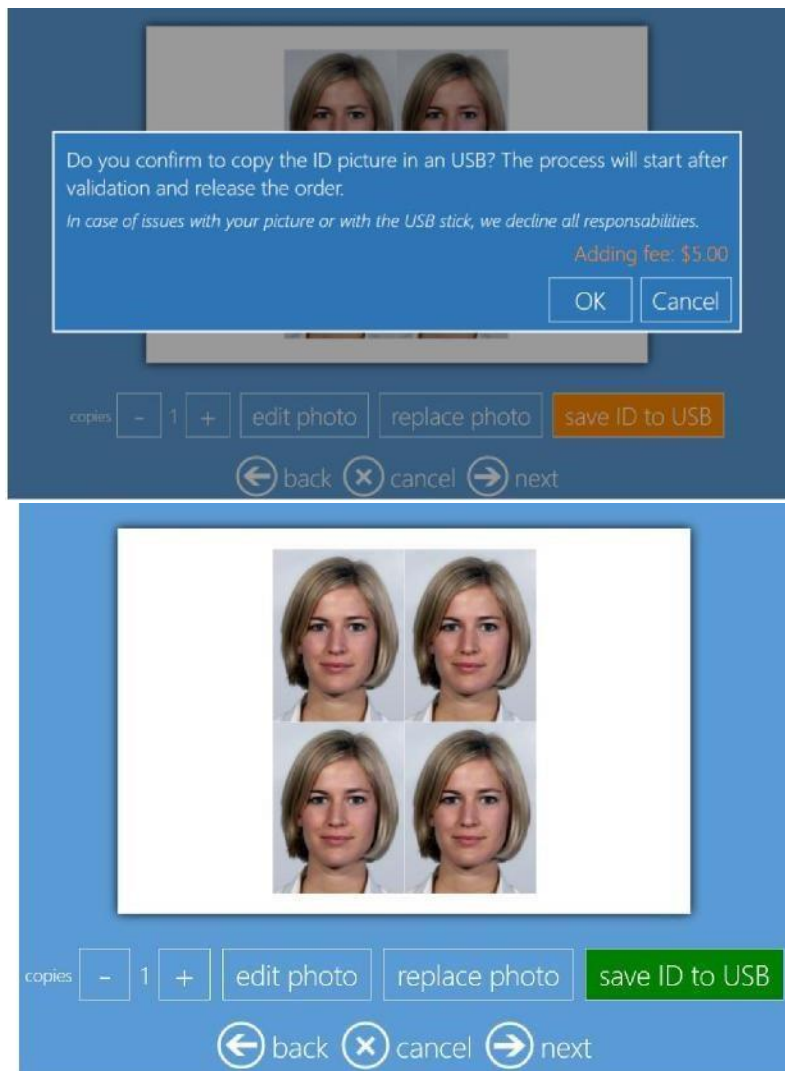 Do you confirm to copy the ID picture in an USB? The process will start after
validation and release the order.
In case of issues with your picture or with the USB stick, we decline all responsabilities.
Adding fee: $5.00
OK Cancel
copies - 1 + edit photo replace photo save ID to USB
back cancel next
copies - 1 + edit photo replace photo save ID to USB
back cancel next